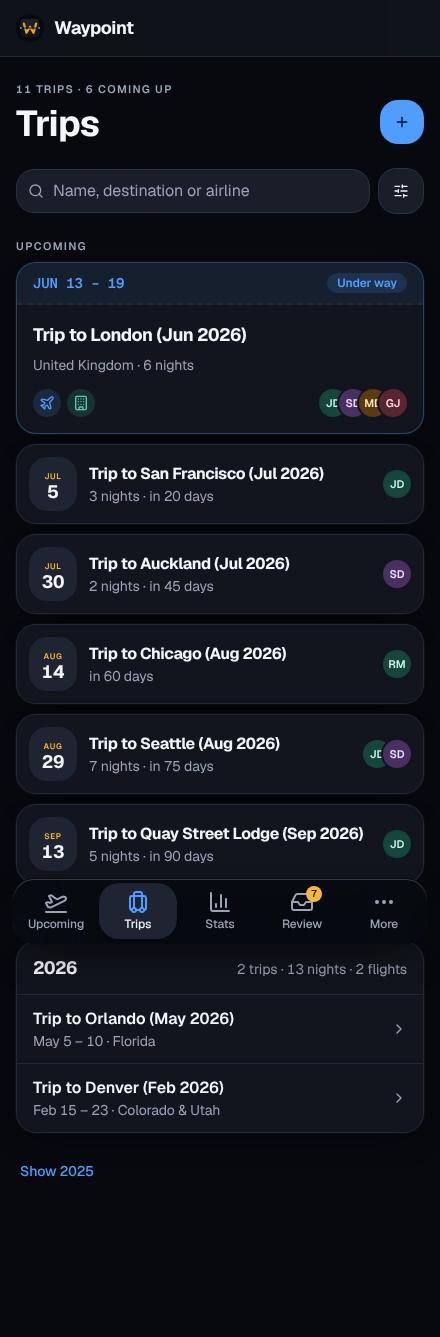 Waypoint
11 TRIPS · 6 COMING UP
Trips
Name, destination or airline
UPCOMING
JUN 13 – 19
Under way
Trip to London (Jun 2026)
United Kingdom · 6 nights
JD SD GJ
JUL
5
Trip to San Francisco (Jul 2026)
3 nights · in 20 days
JD
JUL
30
Trip to Auckland (Jul 2026)
2 nights · in 45 days
SD
AUG
14
Trip to Chicago (Aug 2026)
in 60 days
RM
AUG
29
Trip to Seattle (Aug 2026)
7 nights · in 75 days
JD SD
SEP
13
Trip to Quay Street Lodge (Sep 2026)
5 nights · in 90 days
JD
7
Upcoming
Trips
Stats
Review
More
2026
2 trips · 13 nights · 2 flights
Trip to Orlando (May 2026)
May 5 – 10 · Florida
Trip to Denver (Feb 2026)
Feb 15 – 23 · Colorado & Utah
Show 2025